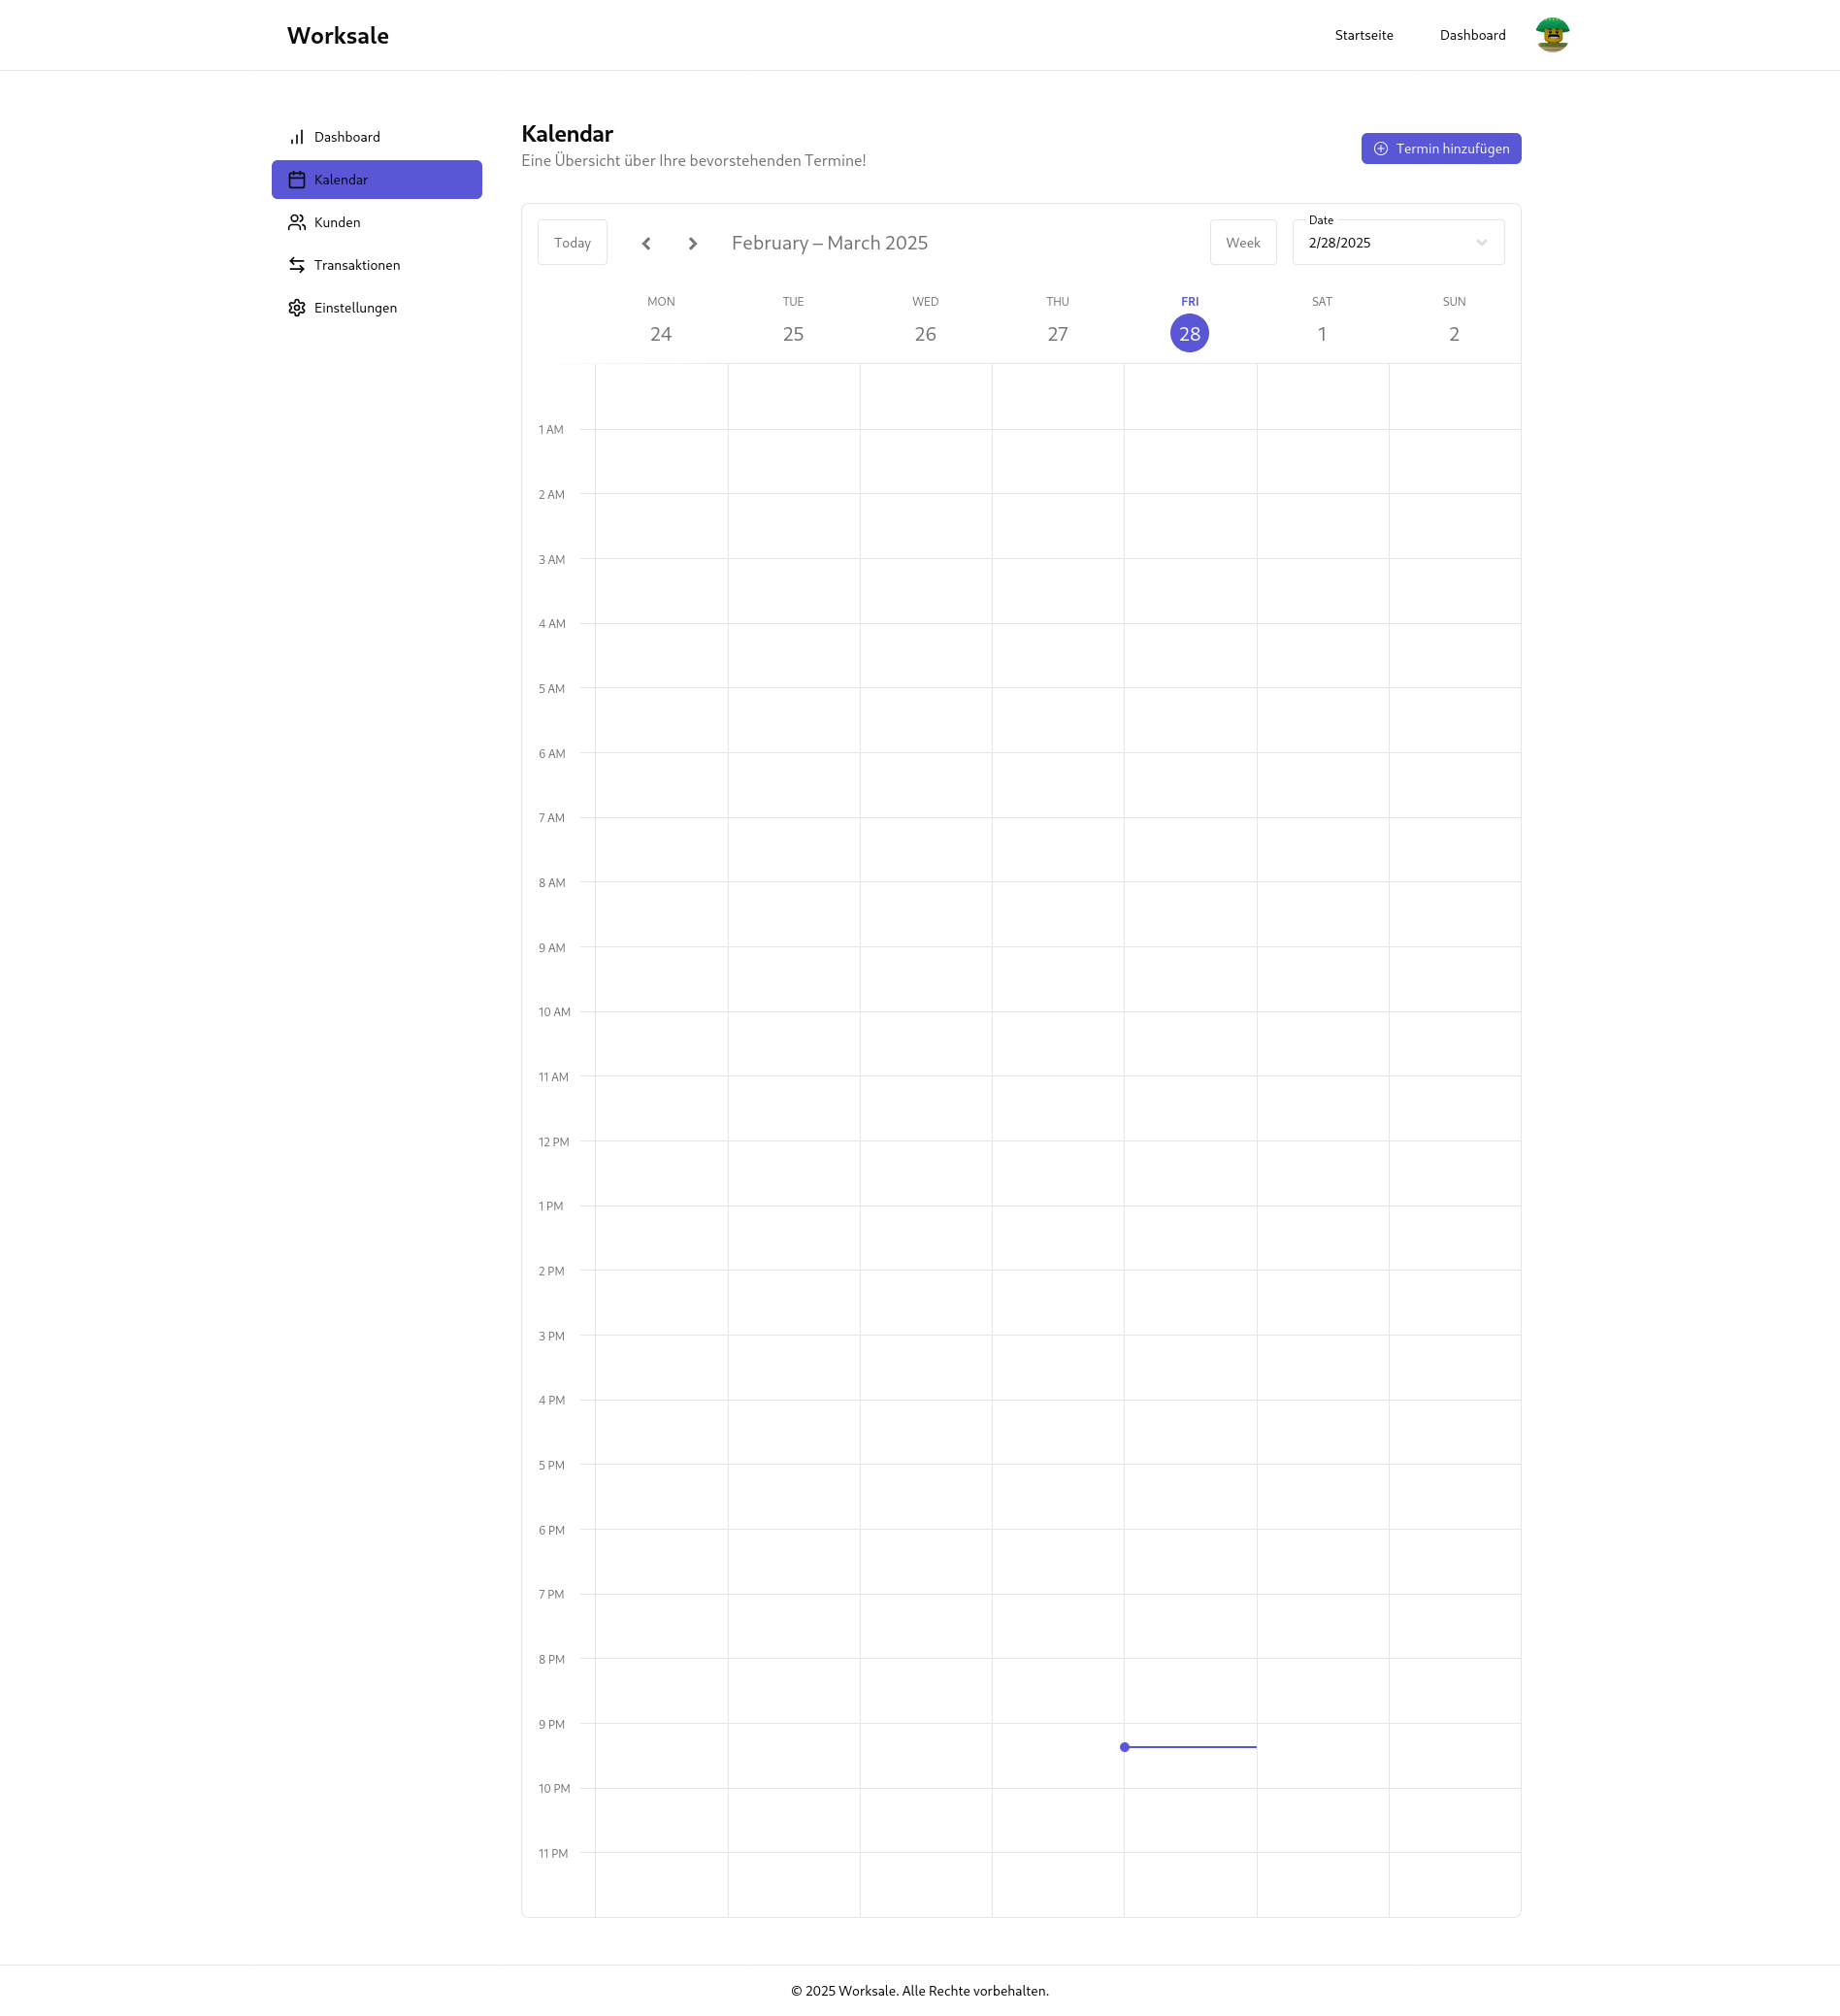 Worksale
Startseite Dashboard
Dashboard
Kalendar
Kunden
Transaktionen
Einstellungen
Kalendar
Eine Übersicht über Ihre bevorstehenden Termine!
Termin hinzufügen
Today
February – March 2025
Week
Date
2/28/2025
MON TUE WED THU FRI SAT SUN
24 25 26 27 28 1 2
1 AM
2 AM
3 AM
4 AM
5 AM
6 AM
7 AM
8 AM
9 AM
10 AM
11 AM
12 PM
1 PM
2 PM
3 PM
4 PM
5 PM
6 PM
7 PM
8 PM
9 PM
10 PM
11 PM
© 2025 Worksale. Alle Rechte vorbehalten.